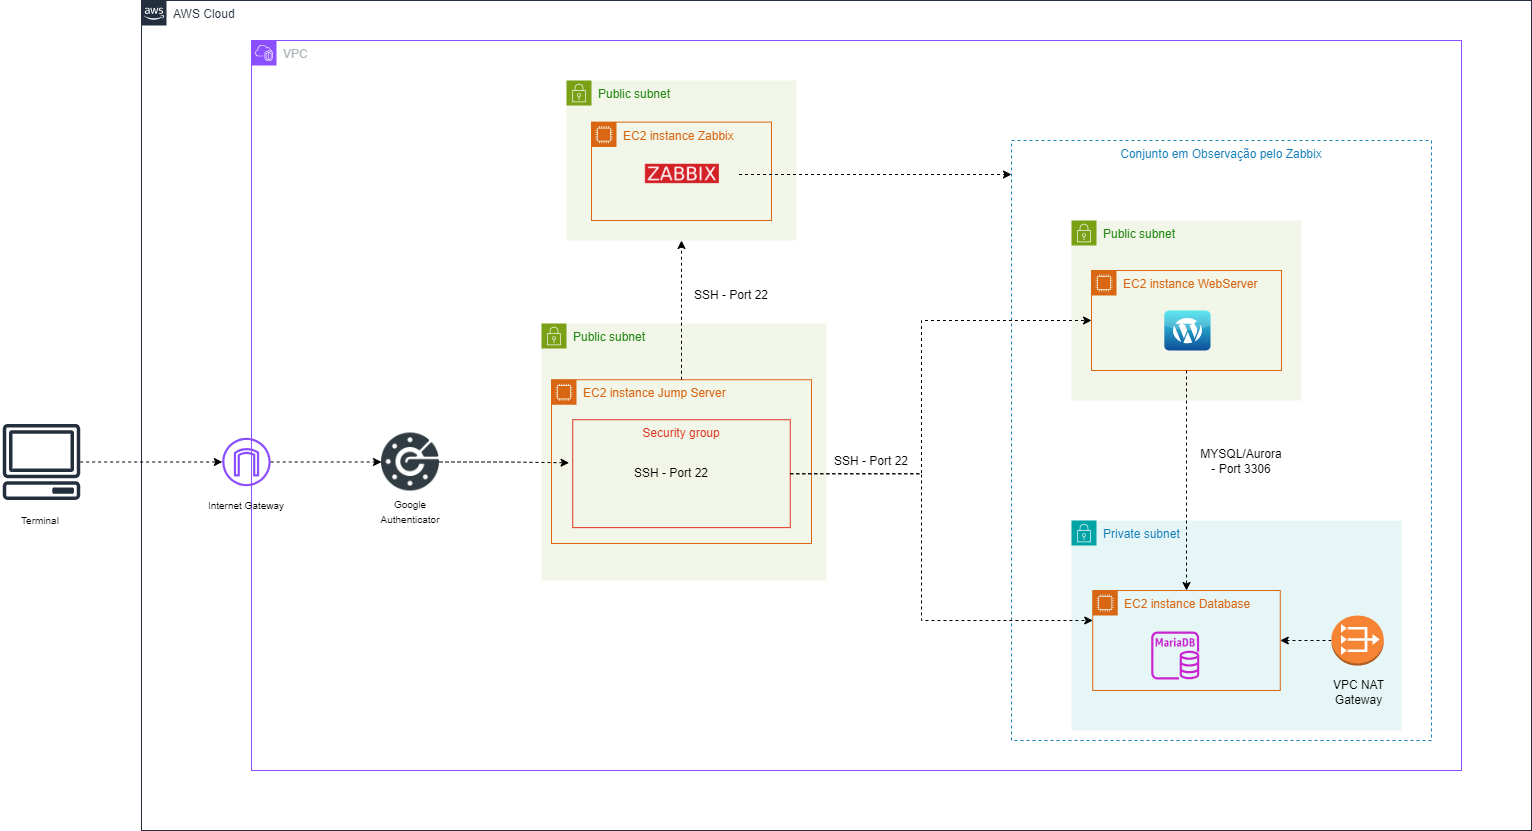 aws
AWS Cloud
VPC
Public subnet
EC2 instance Zabbix
ZABBIX
Conjunto em Observação pelo Zabbix
Public subnet
EC2 instance WebServer
SSH - Port 22
Public subnet
EC2 instance Jump Server
Security group
SSH - Port 22
SSH - Port 22
MYSQL/Aurora
- Port 3306
Terminal
Internet Gateway
Google
Authenticator
Private subnet
EC2 instance Database
MariaDB
VPC NAT
Gateway